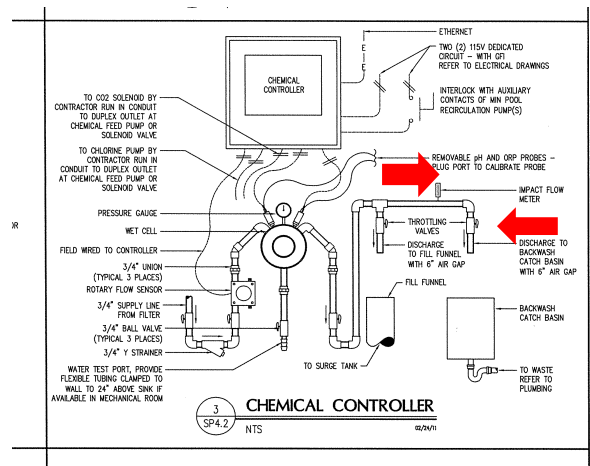 ETHERNET
TWO (2) 115V DEDICATED
CIRCUIT - WITH GFI
REFER TO ELECTRICAL DRAWINGS
CHEMICAL
CONTROLLER
INTERLOCK WITH AUXILIARY
CONTACTS OF MIN POOL
RECIRCULATION PUMP(S)
TO CO2 SOLENOID BY
CONTRACTOR RUN IN CONDUIT
TO DUPLEX OUTLET AT
CHEMICAL FEED PUMP OR
SOLENOID VALVE
TO CHLORINE PUMP BY
CONTRACTOR RUN IN
CONDUIT TO DUPLEX OUTLET
AT CHEMICAL FEED PUMP
OR SOLENOID VALVE
REMOVABLE pH AND ORP PROBES -
PLUG PORT TO CALIBRATE PROBE
IMPACT FLOW
METER
PRESSURE GAUGE
WET CELL
FIELD WIRED TO CONTROLLER
THROTTLING
VALVES
DISCHARGE
TO FILL FUNNEL
WITH 6" AIR GAP
DISCHARGE TO
BACKWASH
CATCH BASIN
WITH 6" AIR GAP
OR
3/4" UNION
(TYPICAL 3 PLACES)
ROTARY FLOW SENSOR
3/4" SUPPLY LINE
FROM FILTER
3/4" BALL VALVE
(TYPICAL 3 PLACES)
3/4" Y STRAINER
FILL FUNNEL
BACKWASH
CATCH BASIN
WATER TEST PORT, PROVIDE
FLEXIBLE TUBING CLAMPED TO
WALL TO 24" ABOVE SINK IF
AVAILABLE IN MECHANICAL ROOM
TO SURGE TANK
TO WASTE
REFER TO
PLUMBING
3
SP4.2
CHEMICAL CONTROLLER
NTS
02/24/11